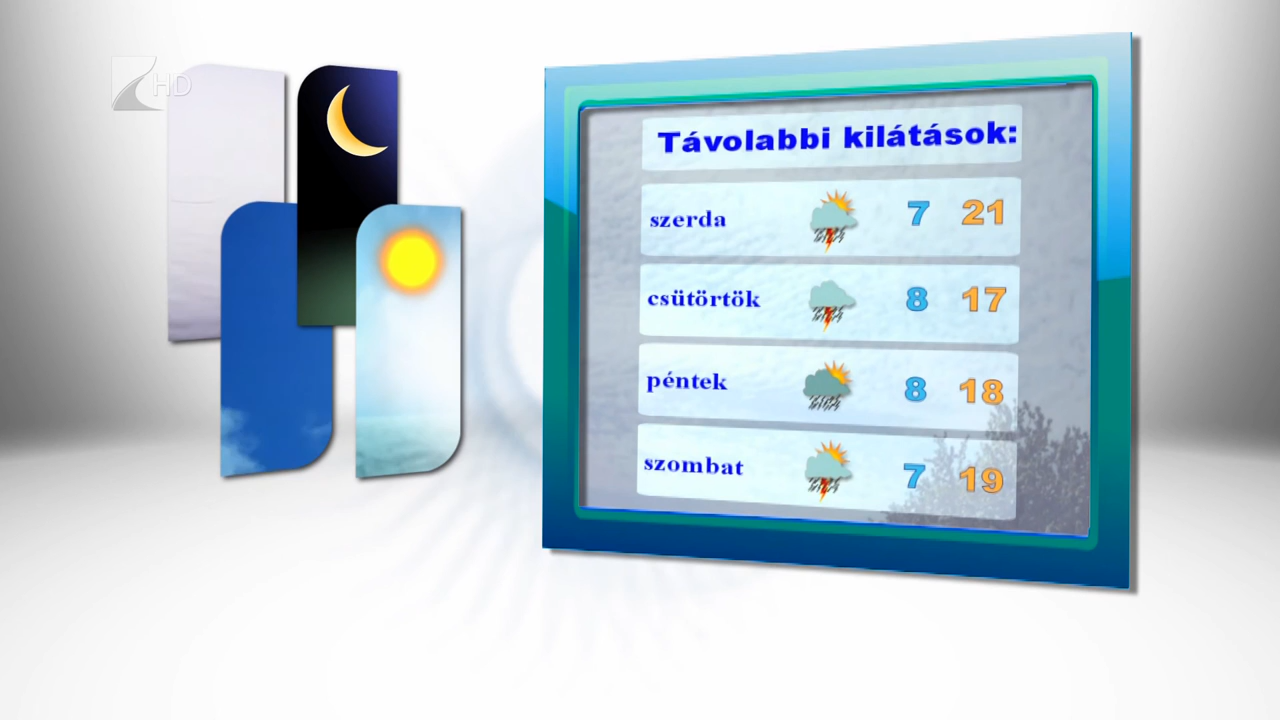 HD
Távolabbi kilátások:
szerda 7 21
csütörtök 8 17
péntek 8 18
szombat 7 19